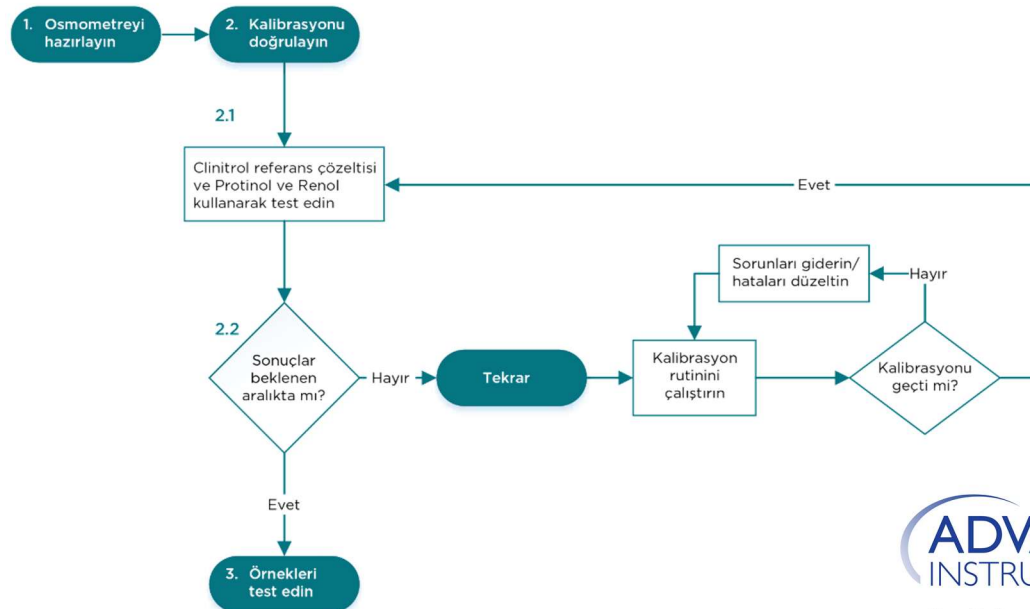 1. Osmometreyi
hazırlayın
2. Kalibrasyonu
doğrulayın
2.1
Clinitrol referans çözeltisi
ve Protinol ve Renol
kullanarak test edin
Evet
Sorunları giderin/
hataları düzeltin
Hayır
2.2
Sonuçlar
beklenen
aralıkta mı?
Hayır
Tekrar
Kalibrasyon
rutinini
çalıştırın
Kalibrasyonu
geçti mi?
Evet
3. Örnekleri
test edin